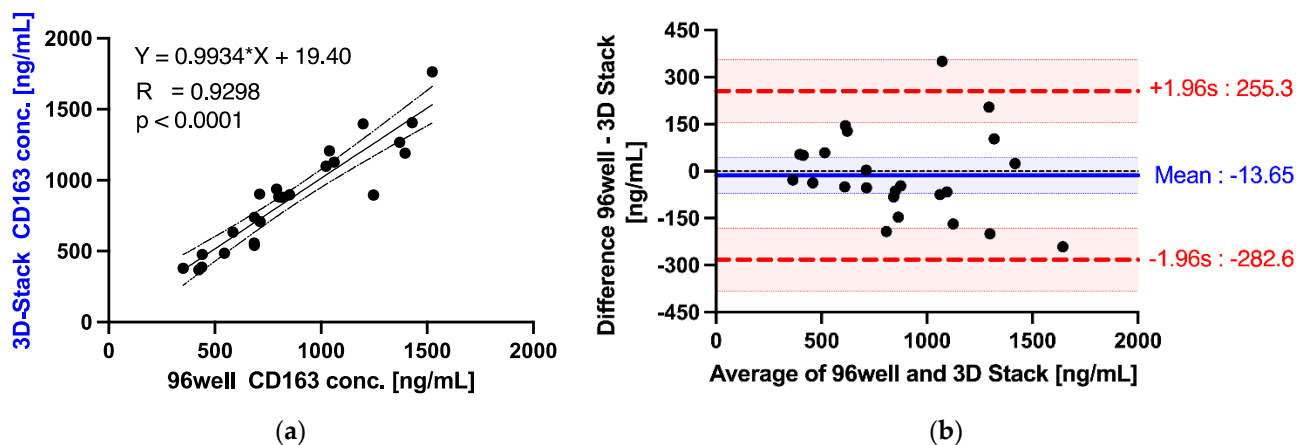 3D-Stack CD163 conc. [ng/mL]
2000
1500
1000
500
0
Y = 0.9934*X + 19.40
R = 0.9298
p < 0.0001
0 500 1000 1500 2000
96well CD163 conc. [ng/mL]
(a)
Difference 96well - 3D Stack
[ng/mL]
450
300
150
0
-150
-300
-450
+1.96s : 255.3
Mean : -13.65
-1.96s : -282.6
0 500 1000 1500 2000
Average of 96well and 3D Stack [ng/mL]
(b)